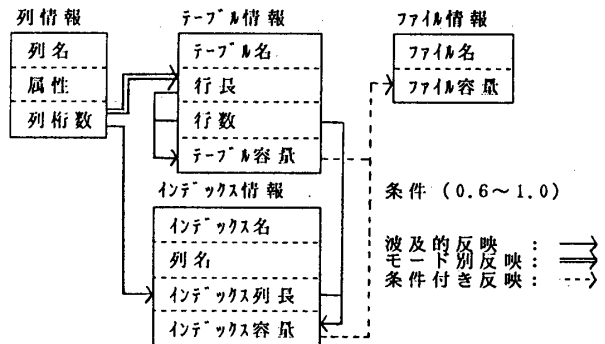 列情報
列名
属性
列桁数
テーブル情報
テーブル名
行長
行数
テーブル容量
ファイル情報
ファイル名
ファイル容量
インデックス情報
インデックス名
列名
インデックス列長
インデックス容量
条件 (0.6〜1.0)
波及的反映 :
モード別反映 :
条件付き反映 :